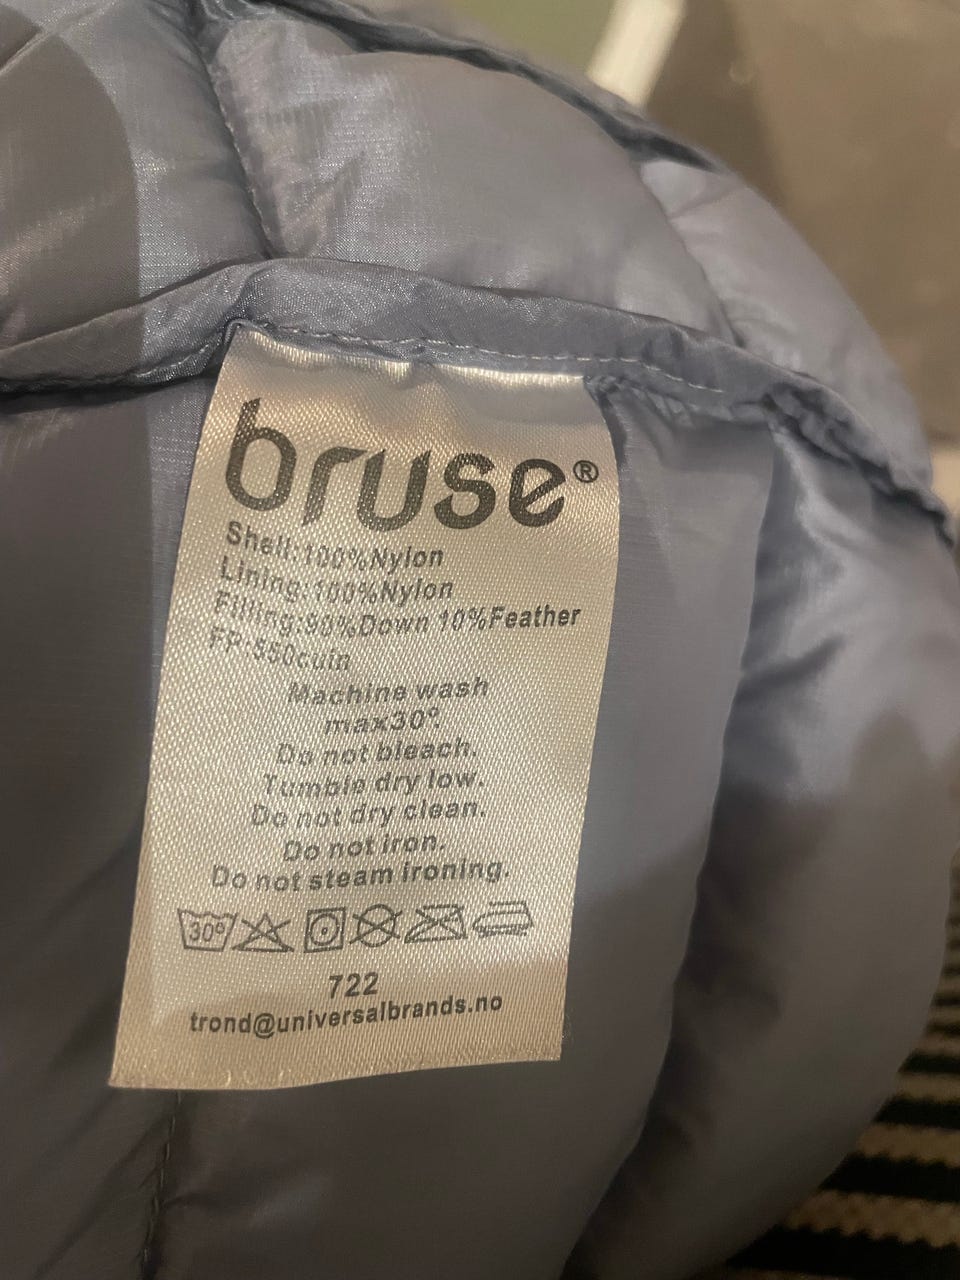 bruse®
Shell:100%Nylon
Lining:100%Nylon
Filling:90%Down 10%Feather
FP:550cuin
Machine wash
max30°.
Do not bleach.
Tumble dry low.
Do not dry clean.
Do not iron.
Do not steam ironing.
30°
722
trond@universalbrands.no